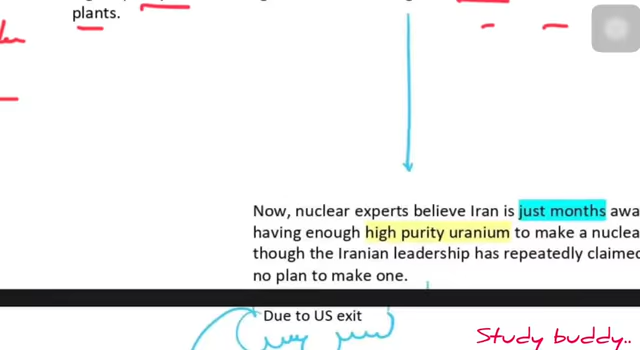 plants.
Now, nuclear experts believe Iran is just months awa
having enough high purity uranium to make a nuclea
though the Iranian leadership has repeatedly claimed
no plan to make one.
Due to US exit
Study buddy..